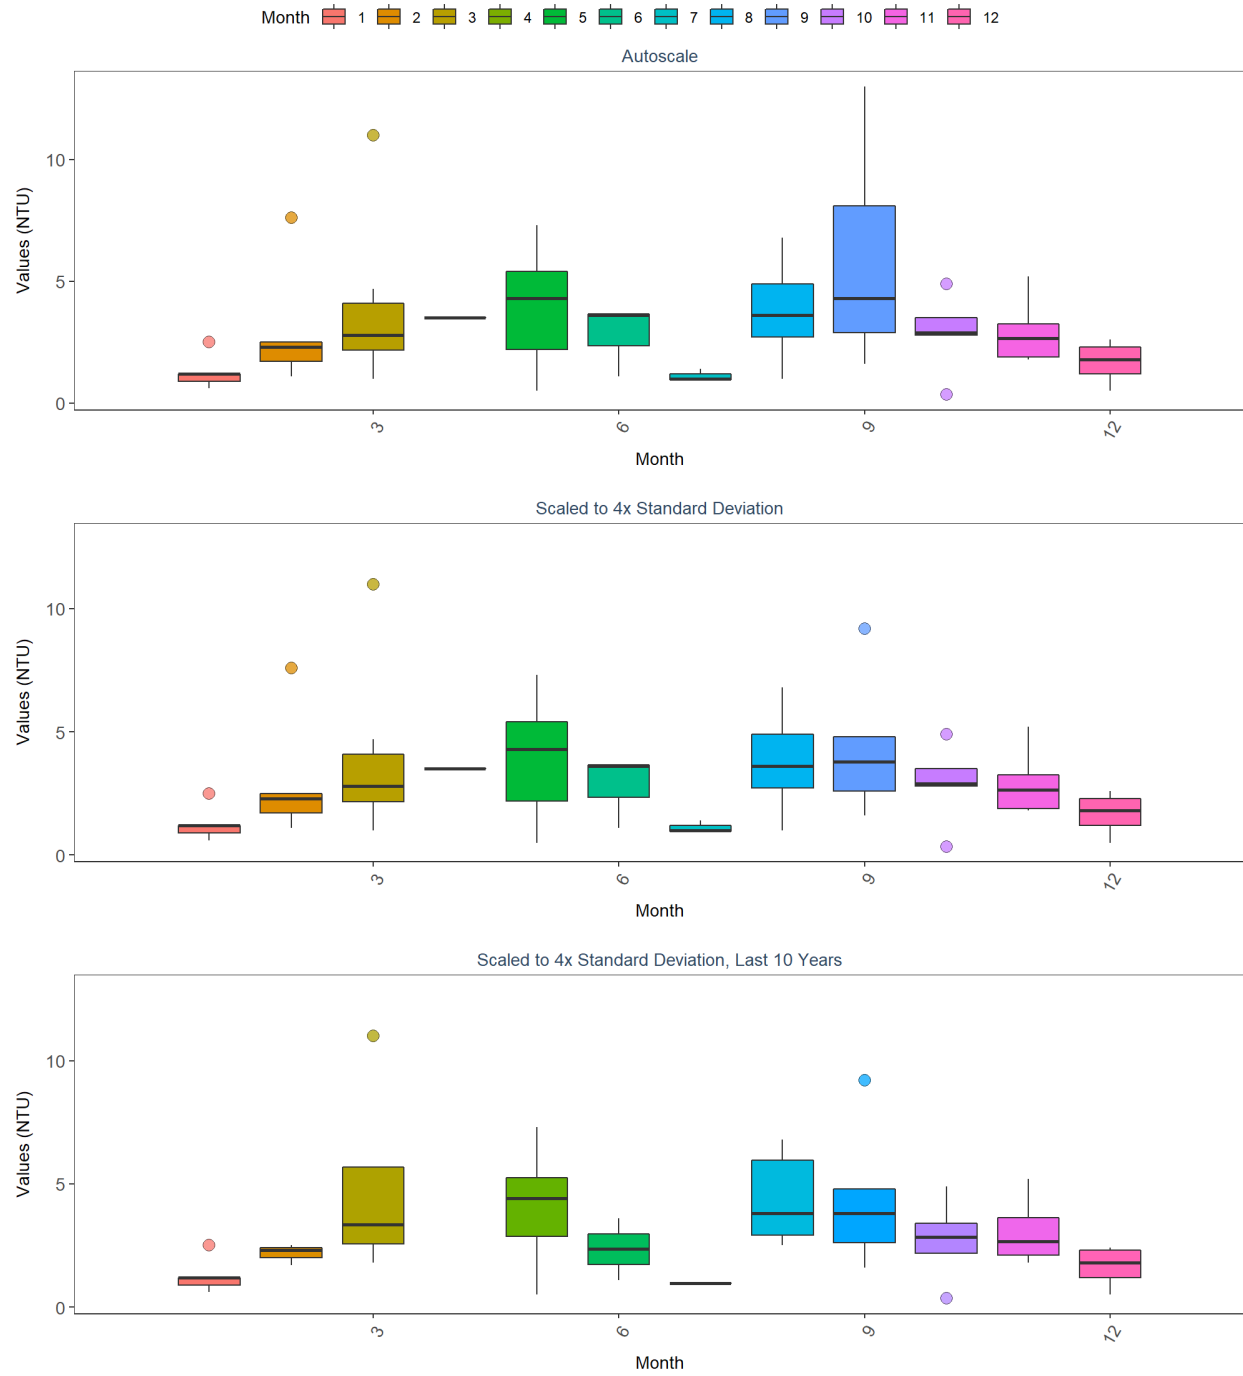 Month 1 2 3 4 5 6 7 8 9 10 11 12
Autoscale
Values (NTU)
10
5
0
3 6 9 12
Month
Scaled to 4x Standard Deviation
Values (NTU)
10
5
0
3 6 9 12
Month
Scaled to 4x Standard Deviation, Last 10 Years
Values (NTU)
10
5
0
3 6 9 12
Month